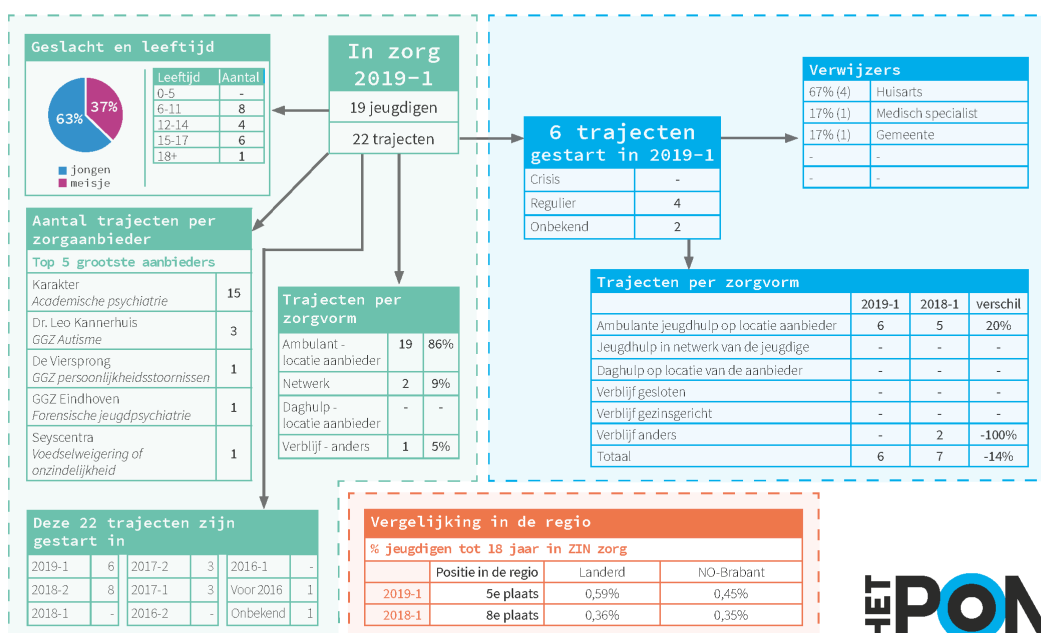 Geslacht en leeftijd
37%
63%
jongen
meisje
Leeftijd Aantal
0-5 -
6-11 8
12-14 4
15-17 6
18+ 1
In zorg
2019-1
19 jeugdigen
22 trajecten
6 trajecten
gestart in 2019-1
Crisis -
Regulier 4
Onbekend 2
Verwijzers
67% (4) Huisarts
17% (1) Medisch specialist
17% (1) Gemeente
- -
- -
Aantal trajecten per
zorgaanbieder
Top 5 grootste aanbieders
Karakter
Academische psychiatrie 15
Dr. Leo Kannerhuis
GGZ Autisme 3
De Viersprong
GGZ persoonlijkheidsstoornissen 1
GGZ Eindhoven
Forensische jeugdpsychiatrie 1
Seyscentra
Voedselweigering of
onzindelijkheid 1
Trajecten per
zorgvorm
Ambulant -
locatie aanbieder 19 86%
Netwerk 2 9%
Daghulp -
locatie aanbieder - -
Verblijf - anders 1 5%
Trajecten per zorgvorm
2019-1 2018-1 verschil
Ambulante jeugdhulp op locatie aanbieder 6 5 20%
Jeugdhulp in netwerk van de jeugdige - - -
Daghulp op locatie van de aanbieder - - -
Verblijf gesloten - - -
Verblijf gezinsgericht - - -
Verblijf anders - 2 -100%
Totaal 6 7 -14%
Deze 22 trajecten zijn
gestart in
2019-1 6 2017-2 3 2016-1 -
2018-2 8 2017-1 3 Voor 2016 1
2018-1 - 2016-2 - Onbekend 1
Vergelijking in de regio
% jeugdigen tot 18 jaar in ZIN zorg
Positie in de regio Landerd NO-Brabant
2019-1 5e plaats 0,59% 0,45%
2018-1 8e plaats 0,36% 0,35%
HET
PON